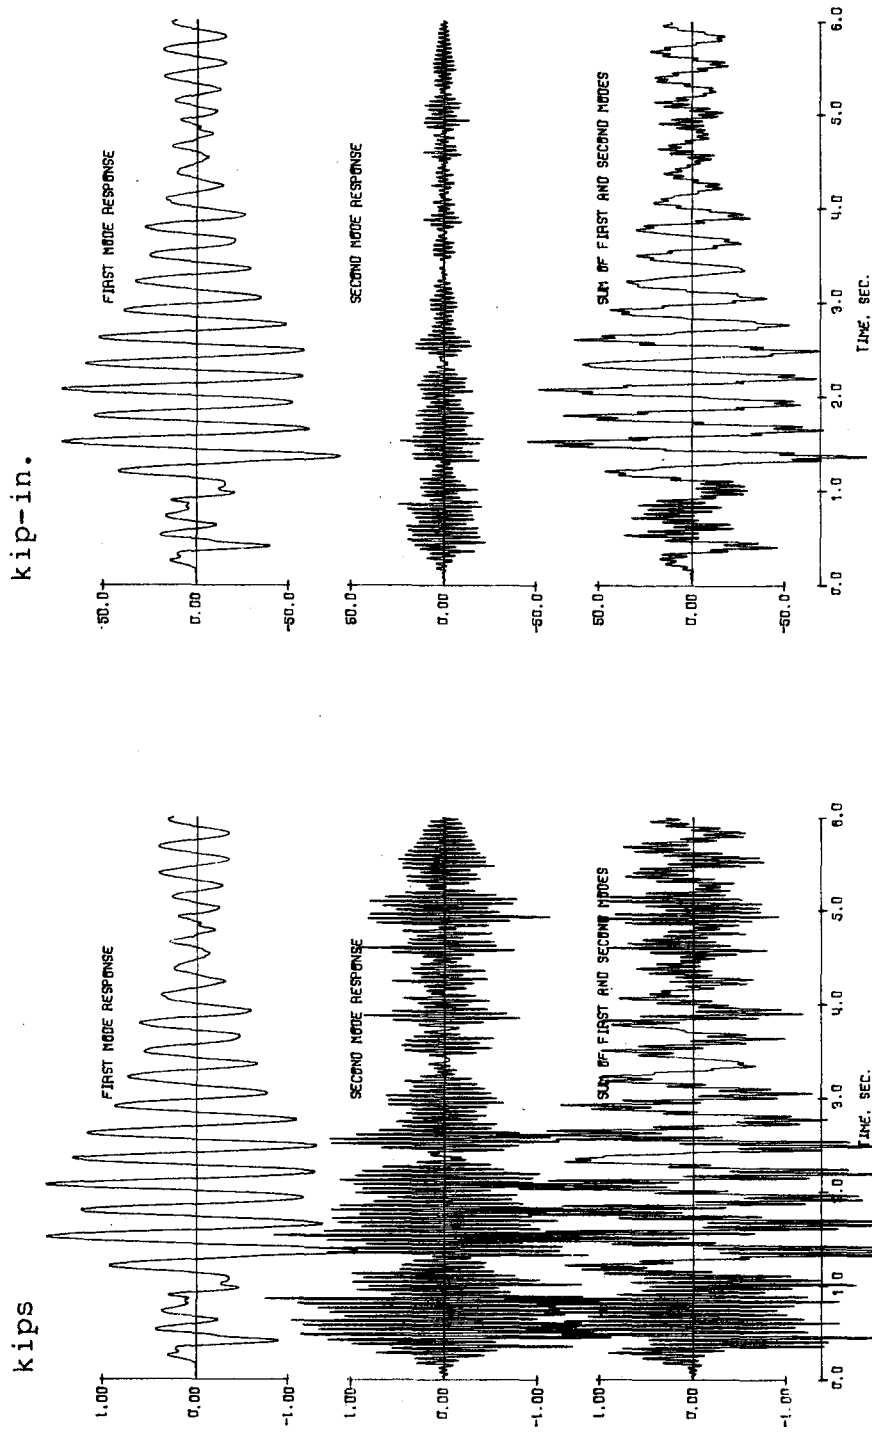 kips
1.00
0.00
-1.00
FIRST MODE RESPONSE
1.00
0.00
-1.00
SECOND MODE RESPONSE
1.00
0.00
-1.00
SUM OF FIRST AND SECOND MODES
0.0 1.0 2.0 3.0 4.0 5.0 6.0
TIME, SEC.
kip-in.
50.0
0.00
-50.0
FIRST MODE RESPONSE
50.0
0.00
-50.0
SECOND MODE RESPONSE
50.0
0.00
-50.0
SUM OF FIRST AND SECOND MODES
0.0 1.0 2.0 3.0 4.0 5.0 6.0
TIME, SEC.